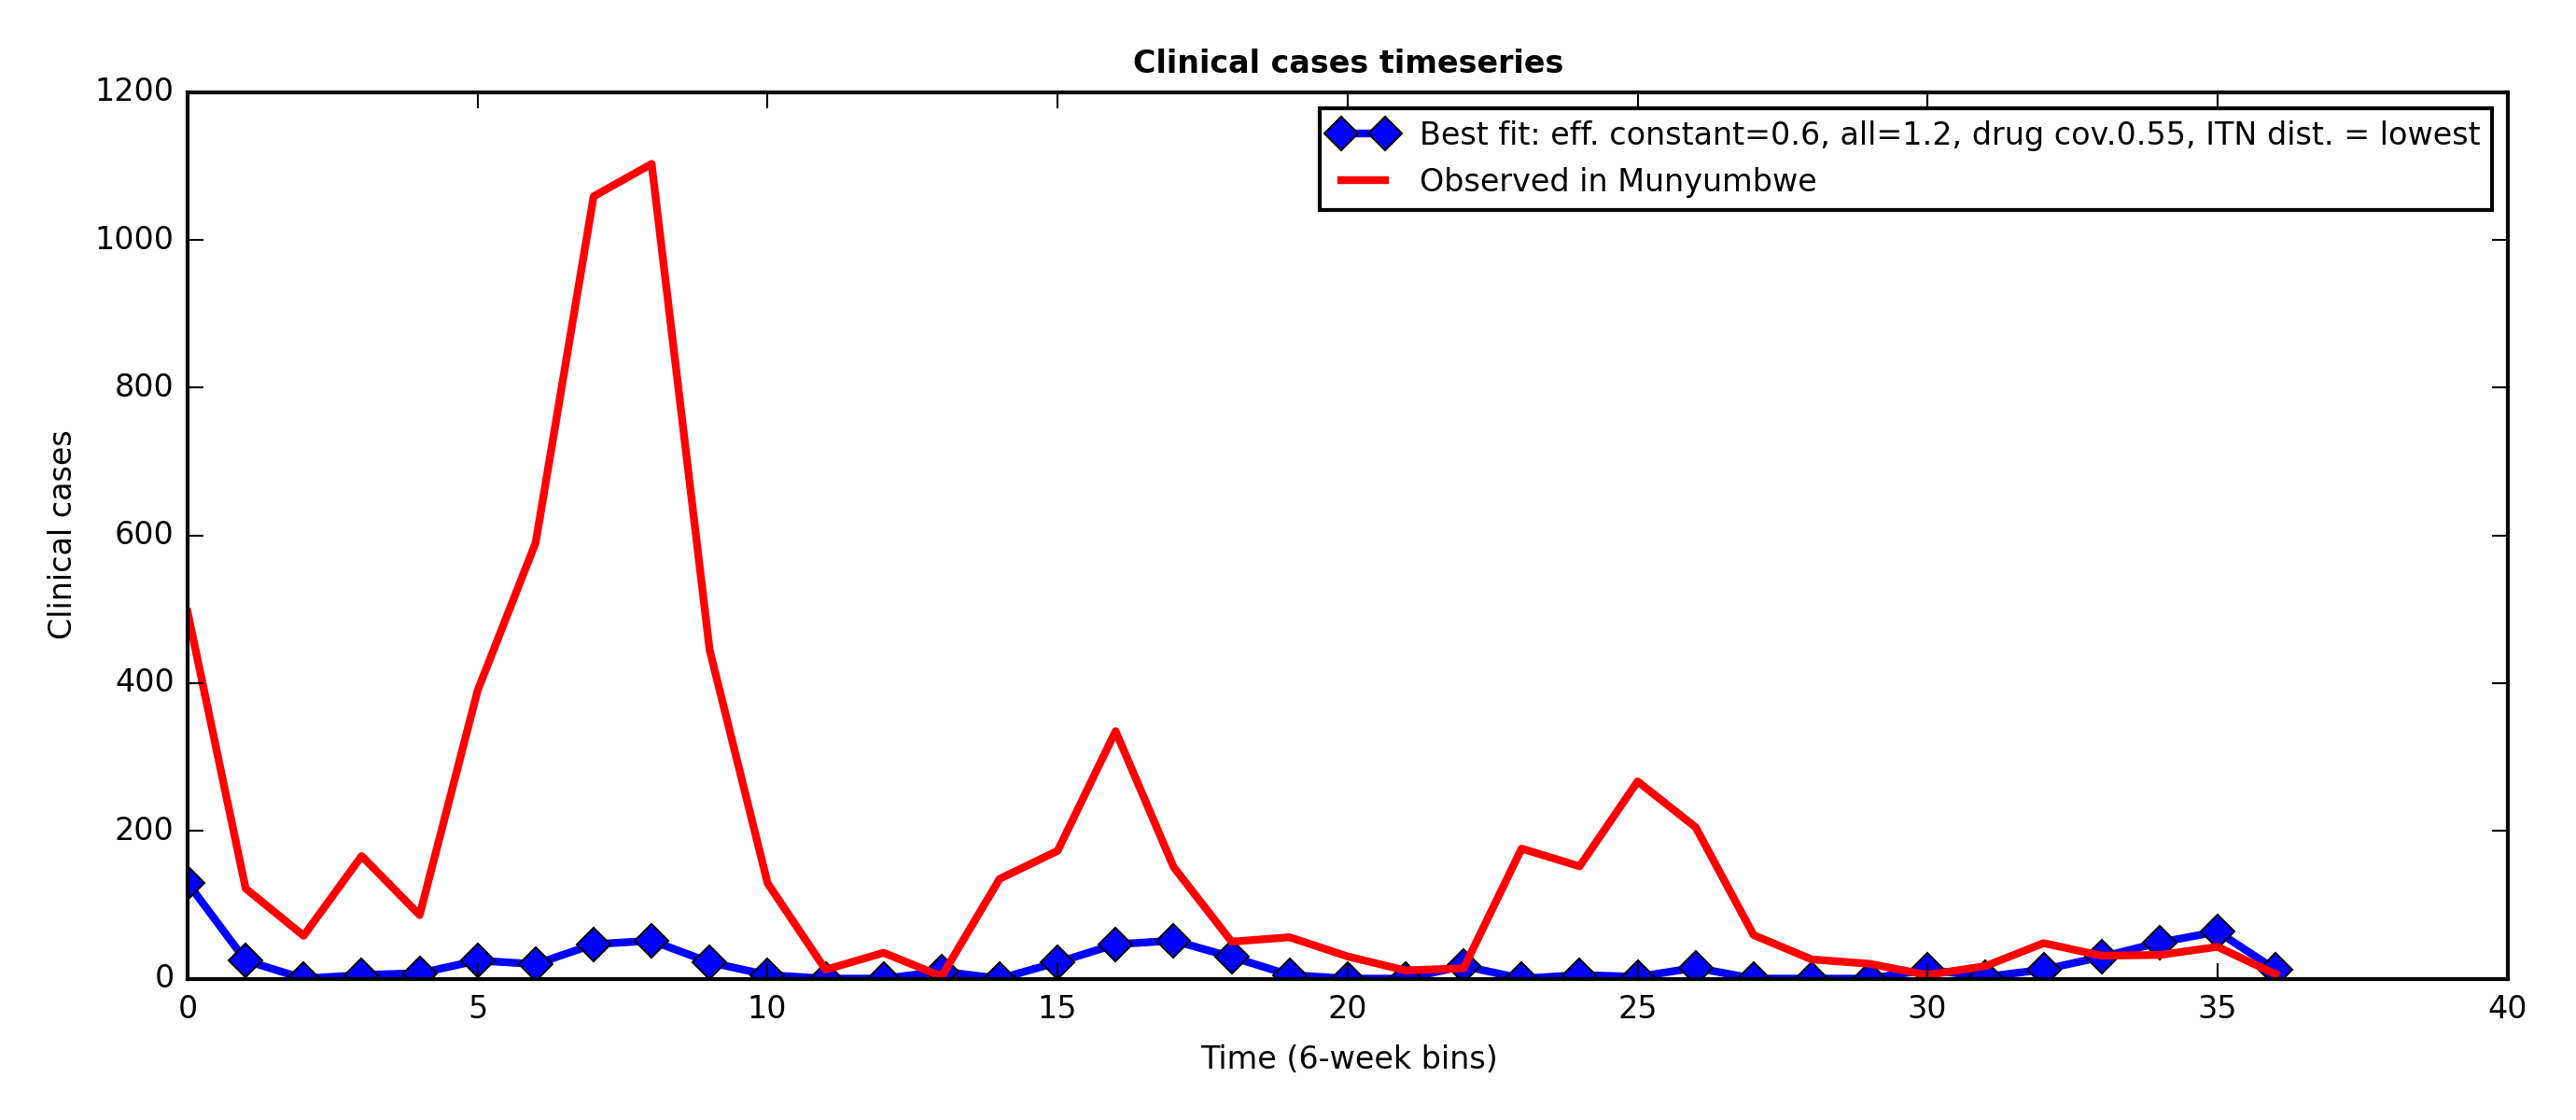 Clinical cases timeseries
1200
1000
800
600
400
200
0
Clinical cases
Best fit: eff. constant=0.6, all=1.2, drug cov.0.55, ITN dist. = lowest
Observed in Munyumbwe
0 5 10 15 20 25 30 35 40
Time (6-week bins)